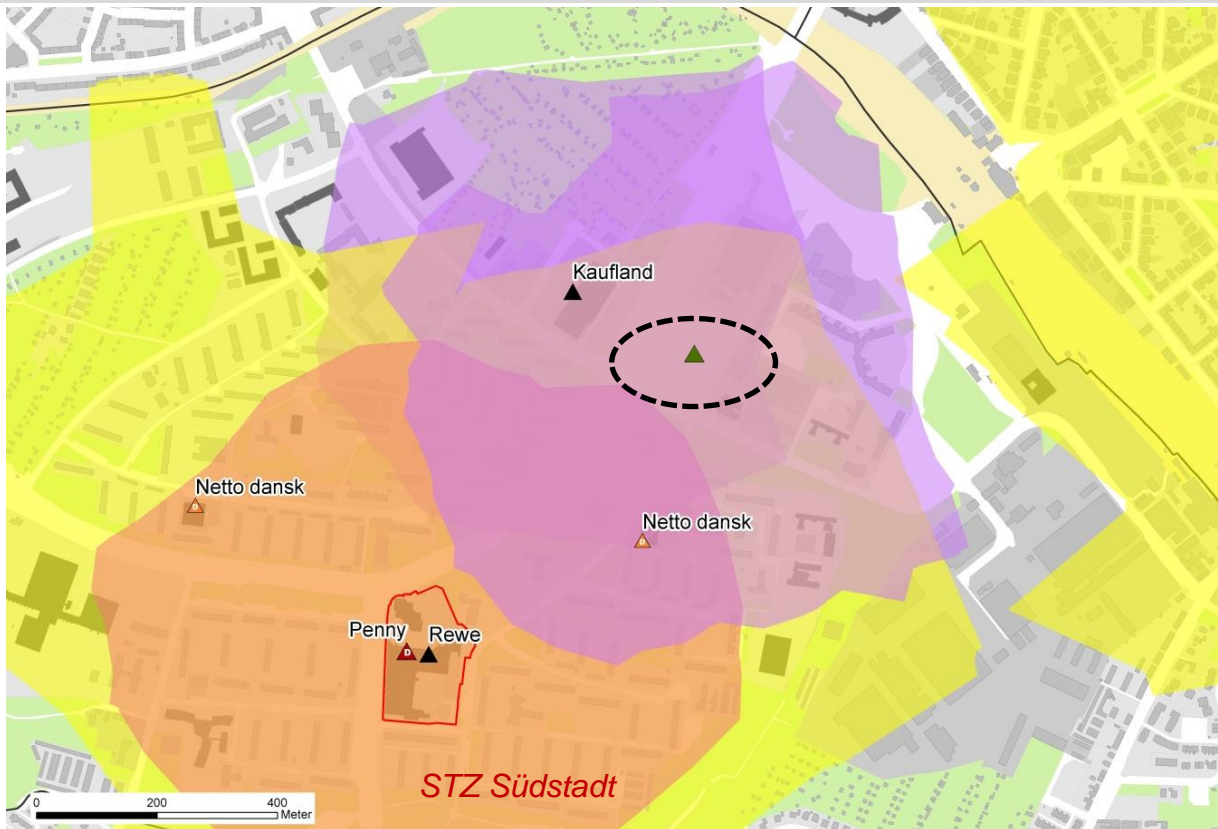 Kaufland
Netto dansk
D
Netto dansk
D
Penny Rewe
D
STZ Südstadt
0 200 400
Meter